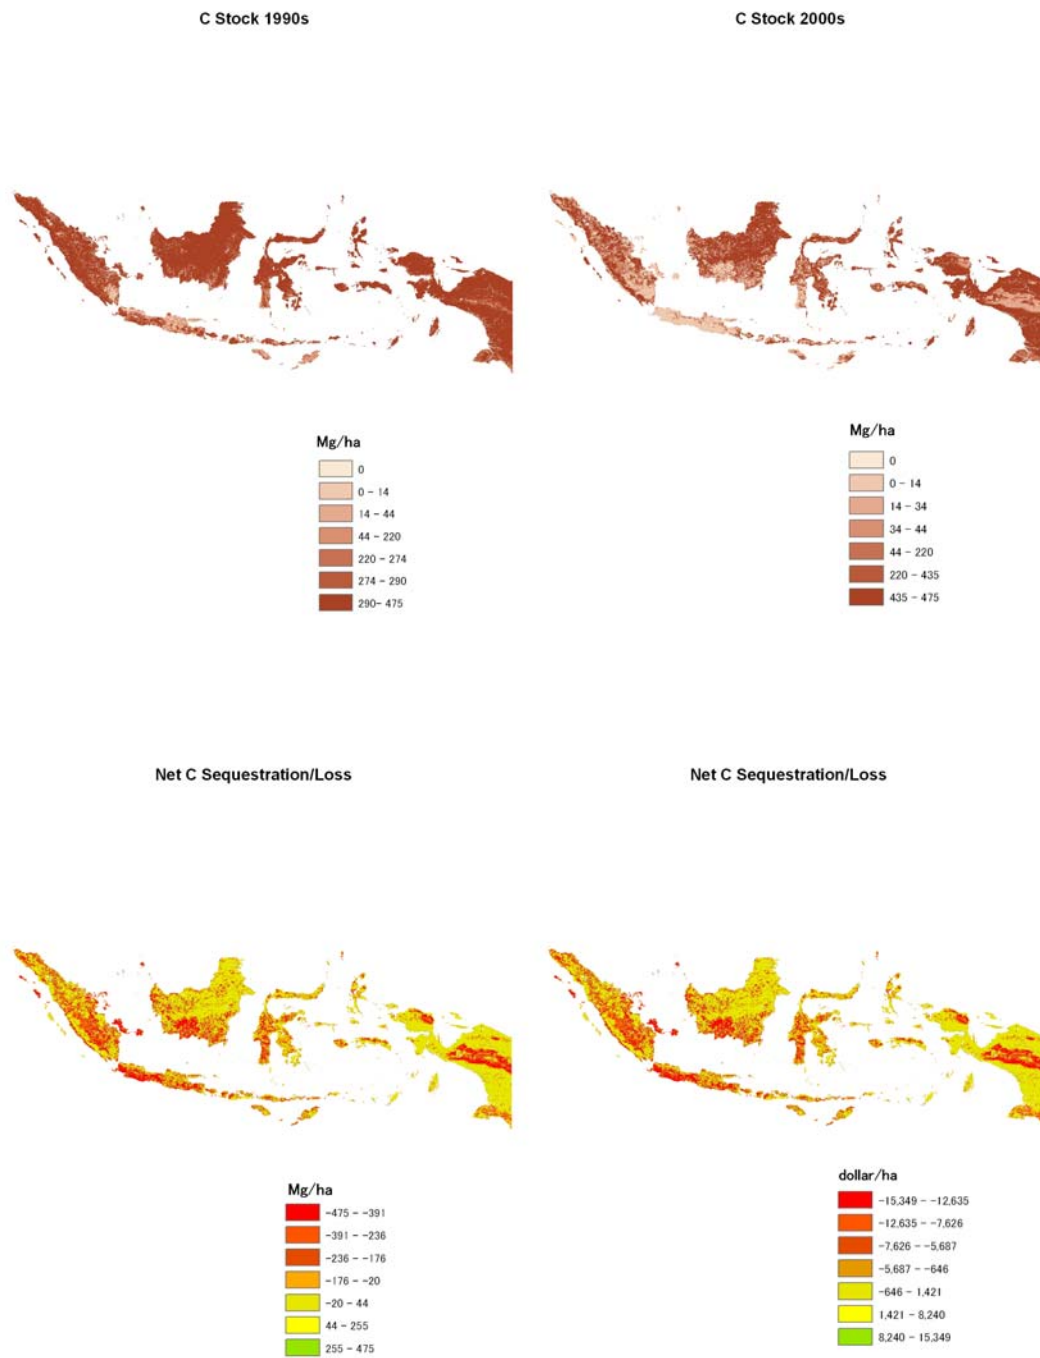 C Stock 1990s
C Stock 2000s
Mg/ha
0
0 - 14
14 - 44
44 - 220
220 - 274
274 - 290
290- 475
Mg/ha
0
0 - 14
14 - 34
34 - 44
44 - 220
220 - 435
435 - 475
Net C Sequestration/Loss
Net C Sequestration/Loss
Mg/ha
-475 - -391
-391 - -236
-236 - -176
-176 - -20
-20 - 44
44 - 255
255 - 475
dollar/ha
-15,349 - -12,635
-12,635 - -7,626
-7,626 - -5,687
-5,687 - -646
-646 - 1,421
1,421 - 8,240
8,240 - 15,349